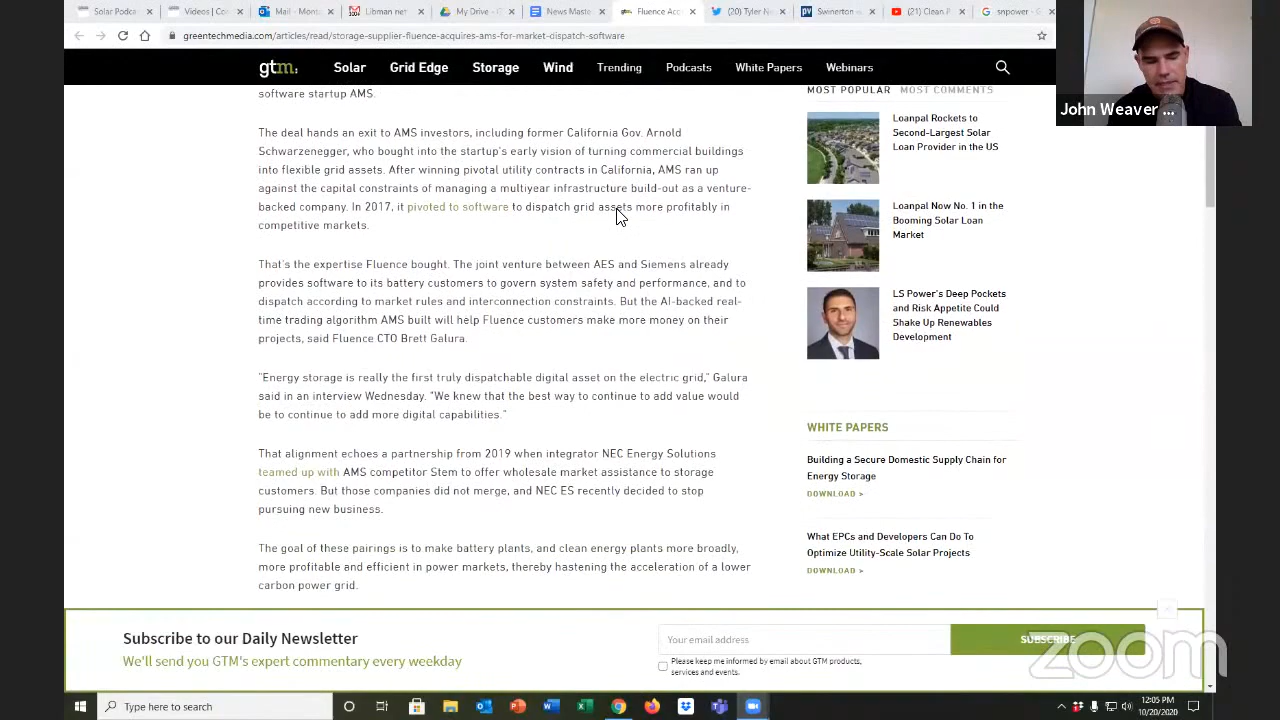 Solar Podca
Videos | Co
Mail - Mont
Libman net
My Drive - G
News Maste
Fluence Acc
(20) Tyler N
Swinerton w
(21) Clean P
snpower - G
greentechmedia.com/articles/read/storage-supplier-fluence-acquires-ams-for-market-dispatch-software
gtm.
Solar
Grid Edge
Storage
Wind
Trending
Podcasts
White Papers
Webinars
John Weaver ...
software startup AMS.
The deal hands an exit to AMS investors, including former California Gov. Arnold
Schwarzenegger, who bought into the startup's early vision of turning commercial buildings
into flexible grid assets. After winning pivotal utility contracts in California, AMS ran up
against the capital constraints of managing a multiyear infrastructure build-out as a venture-
backed company. In 2017, it pivoted to software to dispatch grid assets more profitably in
competitive markets.
That's the expertise Fluence bought. The joint venture between AES and Siemens already
provides software to its battery customers to govern system safety and performance, and to
dispatch according to market rules and interconnection constraints. But the AI-backed real-
time trading algorithm AMS built will help Fluence customers make more money on their
projects, said Fluence CTO Brett Galura.
"Energy storage is really the first truly dispatchable digital asset on the electric grid," Galura
said in an interview Wednesday. "We knew that the best way to continue to add value would
be to continue to add more digital capabilities."
That alignment echoes a partnership from 2019 when integrator NEC Energy Solutions
teamed up with AMS competitor Stem to offer wholesale market assistance to storage
customers. But those companies did not merge, and NEC ES recently decided to stop
pursuing new business.
The goal of these pairings is to make battery plants, and clean energy plants more broadly,
more profitable and efficient in power markets, thereby hastening the acceleration of a lower
carbon power grid.
MOST POPULAR
MOST COMMENTS
Loanpal Rockets to
Second-Largest Solar
Loan Provider in the US
Loanpal Now No. 1 in the
Booming Solar Loan
Market
LS Power's Deep Pockets
and Risk Appetite Could
Shake Up Renewables
Development
WHITE PAPERS
Building a Secure Domestic Supply Chain for
Energy Storage
DOWNLOAD >
What EPCs and Developers Can Do To
Optimize Utility-Scale Solar Projects
DOWNLOAD >
Subscribe to our Daily Newsletter
We'll send you GTM's expert commentary every weekday
Your email address
SUBSCRIBE
Please keep me informed by email about GTM products,
services and events.
zoom
Type here to search
12:05 PM
10/20/2020